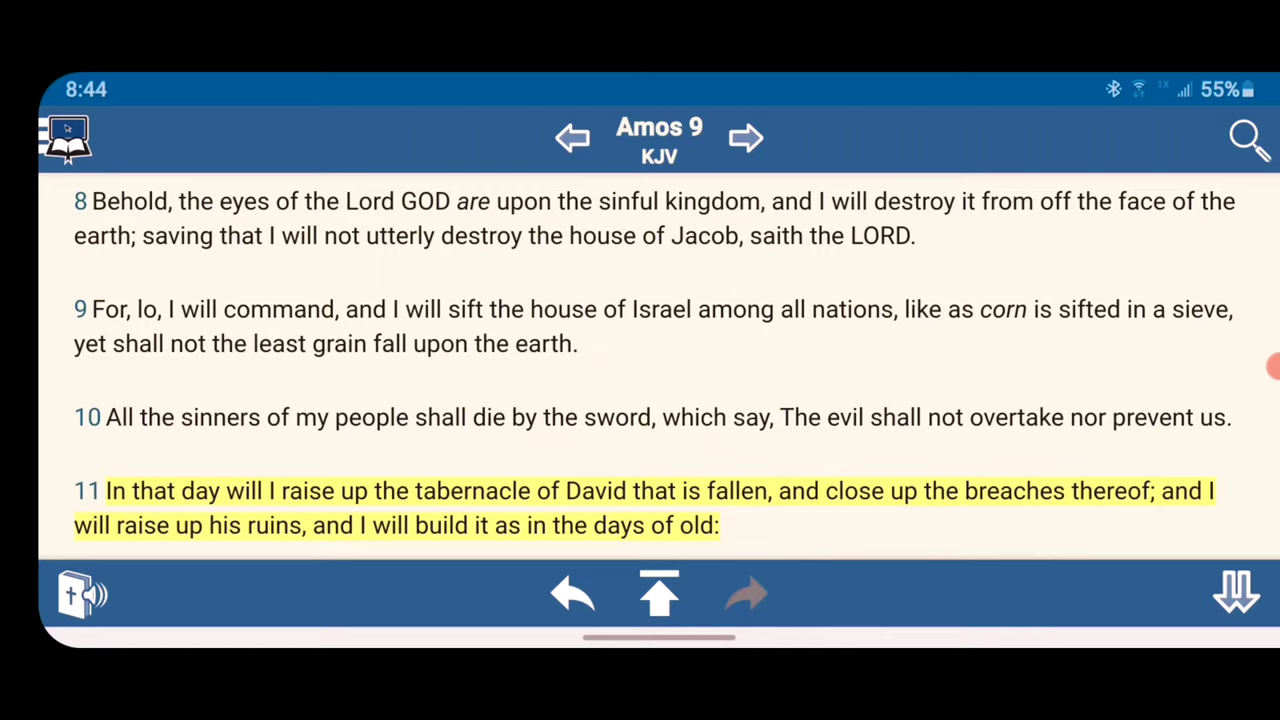 8:44
1X
55%
Amos 9
KJV
8 Behold, the eyes of the Lord GOD are upon the sinful kingdom, and I will destroy it from off the face of the
earth; saving that I will not utterly destroy the house of Jacob, saith the LORD.
9 For, lo, I will command, and I will sift the house of Israel among all nations, like as corn is sifted in a sieve,
yet shall not the least grain fall upon the earth.
10 All the sinners of my people shall die by the sword, which say, The evil shall not overtake nor prevent us.
11 In that day will I raise up the tabernacle of David that is fallen, and close up the breaches thereof; and I
will raise up his ruins, and I will build it as in the days of old: